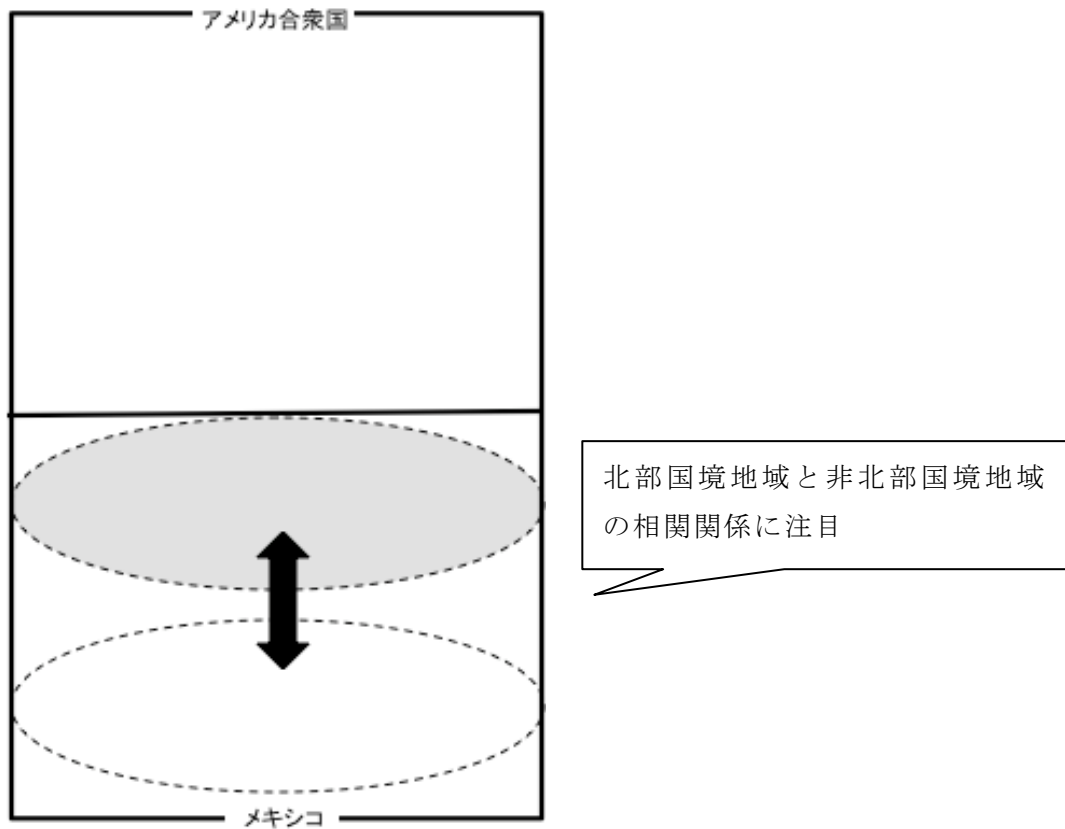 アメリカ合衆国
北部国境地域と非北部国境地域
の相関関係に注目
メキシコ